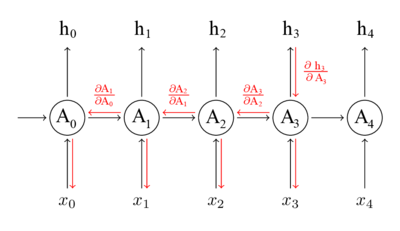 h₀ h₁ h₂ h₃ h₄
∂A₁/∂A₀ ∂A₂/∂A₁ ∂A₃/∂A₂ ∂ h₃/∂ A₃
A₀ A₁ A₂ A₃ A₄
x₀ x₁ x₂ x₃ x₄